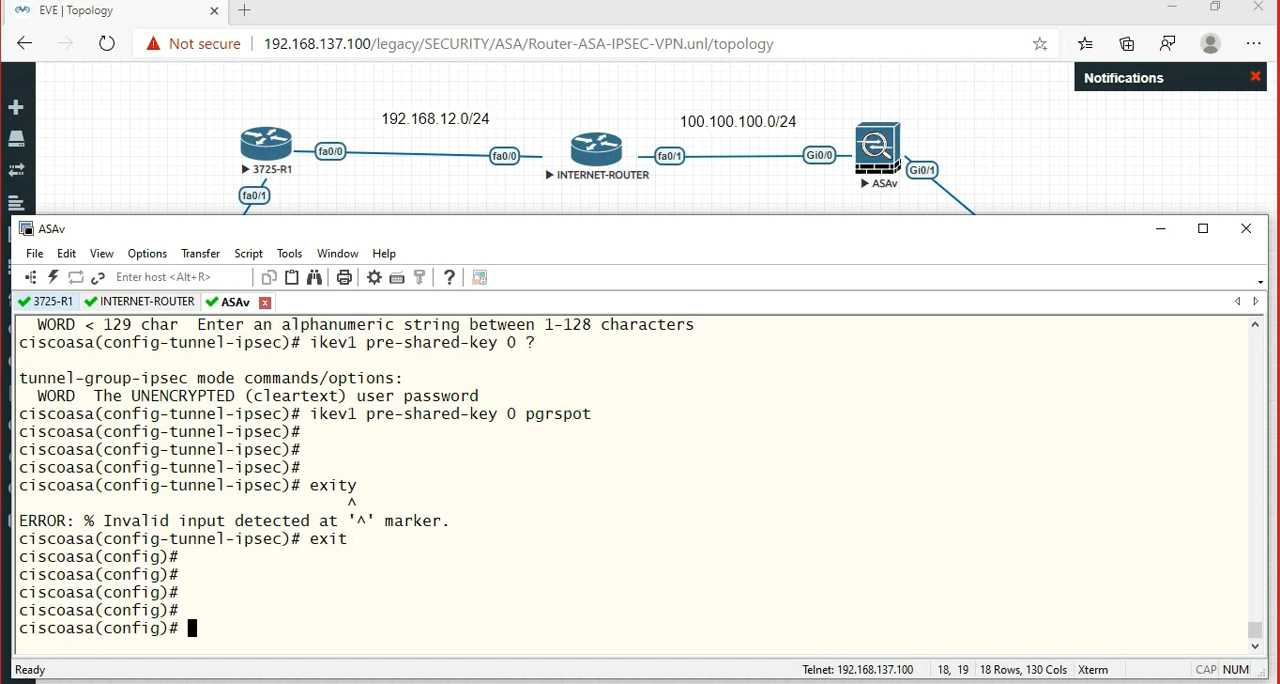 EVE | Topology
Not secure 192.168.137.100/legacy/SECURITY/ASA/Router-ASA-IPSEC-VPN.unl/topology
Notifications
192.168.12.0/24
100.100.100.0/24
fa0/0
fa0/0
fa0/1
Gi0/0
Gi0/1
3725-R1
INTERNET-ROUTER
ASAv
fa0/1
ASAv
File Edit View Options Transfer Script Tools Window Help
Enter host <Alt+R>
3725-R1 INTERNET-ROUTER ASAv
WORD < 129 char  Enter an alphanumeric string between 1-128 characters
ciscoasa(config-tunnel-ipsec)# ikev1 pre-shared-key 0 ?
tunnel-group-ipsec mode commands/options:
WORD  The UNENCRYPTED (cleartext) user password
ciscoasa(config-tunnel-ipsec)# ikev1 pre-shared-key 0 pgrspot
ciscoasa(config-tunnel-ipsec)#
ciscoasa(config-tunnel-ipsec)#
ciscoasa(config-tunnel-ipsec)#
ciscoasa(config-tunnel-ipsec)# exity
^
ERROR: % Invalid input detected at '^' marker.
ciscoasa(config-tunnel-ipsec)# exit
ciscoasa(config)#
ciscoasa(config)#
ciscoasa(config)#
ciscoasa(config)#
ciscoasa(config)#
Ready Telnet: 192.168.137.100 18, 19 18 Rows, 130 Cols Xterm CAP NUM